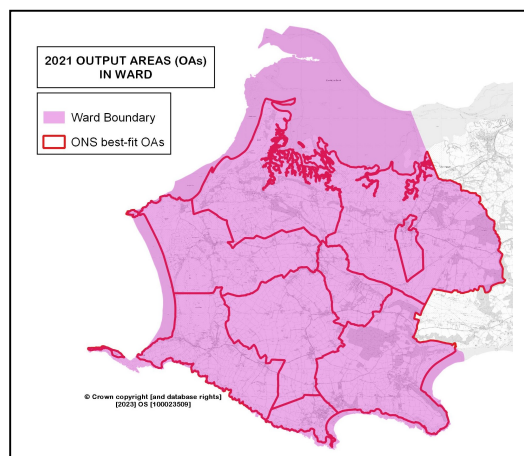 2021 OUTPUT AREAS (OAs)
IN WARD
Ward Boundary
ONS best-fit OAs
© Crown copyright [and database rights]
[2023] OS [100023509]